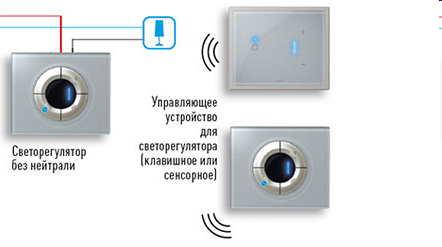 Светорегулятор
без нейтрали
Управляющее
устройство
для
светорегулятора
(клавишное или
сенсорное)